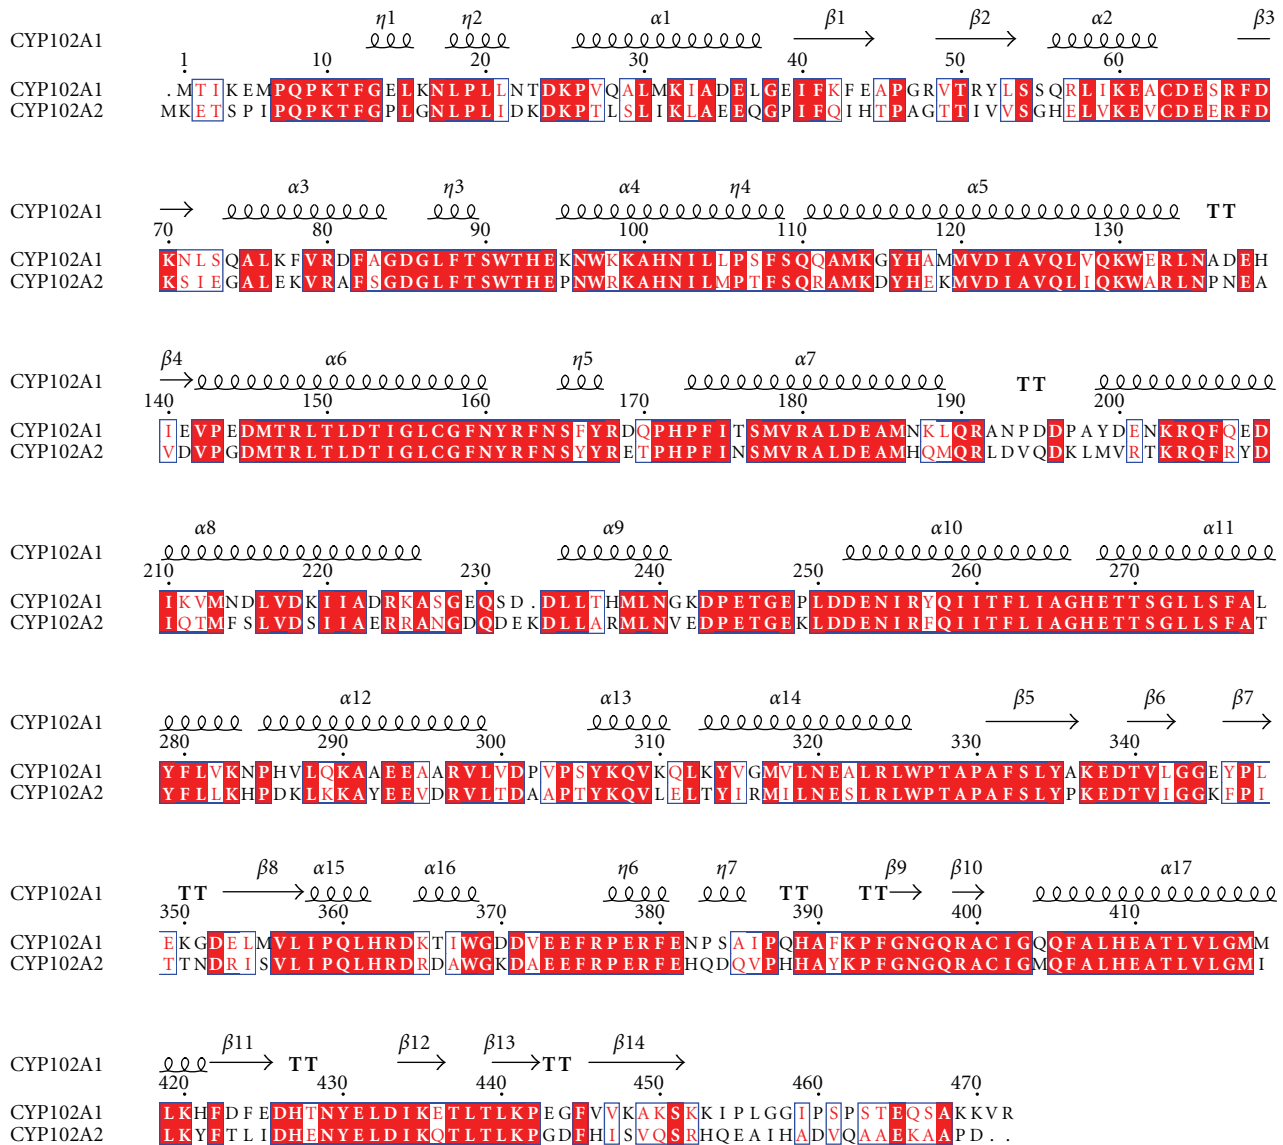 CYP102A1 η1 η2 α1 β1 β2 α2 β3
1 10 20 30 40 50 60
CYP102A1 .MTIKEMPQPKTFGELKNLPLLNTDKPVQALMKIADELGEIFKFEAPGRVTRYLSSQRLIKEACDESRFD
CYP102A2 MKETSPIPQPKTFGPLGNLPLIDKDKPTLSLIKLAEEQGPIFQIHTPAGTTIVVSGHELVKEVCDEERFD
CYP102A1 α3 η3 α4 η4 α5 TT
70 80 90 100 110 120 130
CYP102A1 KNLSQALKFVRDFAGDGLFTSWTHEKNWKKAHNILLPSFSQQAMKGYHAMMVDIAVQLVQKWERLNADEH
CYP102A2 KSIEGALEKVRAFSGDGLFTSWTHEPNWRKAHNILMPTFSQRAMKDYHEKMVDIAVQLIQKWARLNPNEA
CYP102A1 β4 α6 η5 α7 TT
140 150 160 170 180 190 200
CYP102A1 IEVPEDMTRLTLDTIGLCGFNYRFNSFYRDQPHPFITSMVRALDEAMNKLQRANPDDPAYDENKRQFQED
CYP102A2 VDVPGDMTRLTLDTIGLCGFNYRFNSYYRETPHPFINSMVRALDEAMHQMQRLDVQDKLMVRTKRQFRYD
CYP102A1 α8 α9 α10 α11
210 220 230 240 250 260 270
CYP102A1 IKVMNDLVDKIIADRKASGEQSD.DLLTHMLNGKDPETGEPLDDENIRYQIITFLIAGHETTSGLLSFAL
CYP102A2 IQTMFSLVDSIIAERRANGDQDEKDLLARMLNVEDPETGEKLDDENIRFQIITFLIAGHETTSGLLSFAT
CYP102A1 α12 α13 α14 β5 β6 β7
280 290 300 310 320 330 340
CYP102A1 YFLVKNPHVLQKAAEEAARVLVDPVPSYKQVKQLKYVGMVLNEALRLWPTAPAFSLYAKEDTVLGGEYPL
CYP102A2 YFLLKHPDKLKKAYEEVDRVLTDAAPTYKQVLELTYIRMILNESLRLWPTAPAFSLYPKEDTVIGGKFPI
CYP102A1 TT β8 α15 α16 η6 η7 TT TT β9 β10 α17
350 360 370 380 390 400 410
CYP102A1 EKGDELMVLIPQLHRDKTIWGDDVEEFRPERFENPSAIPQHAFKPFGNGQRACIGQQFALHEATLVLGMM
CYP102A2 TTNDRISVLIPQLHRDRDAWGKDAEEFRPERFEHQDQVPHHAYKPFGNGQRACIGMQFALHEATLVLGMI
CYP102A1 β11 TT β12 β13 TT β14
420 430 440 450 460 470
CYP102A1 LKHFDFEDHTNYELDIKETLTLKPEGFVVKAKSKKIPLGGIPSPSTEQSAKKVR
CYP102A2 LKYFTLIDHENYELDIKQTLTLKPGDFHISVQSRHQEAIHADVQAAEKAAPD..